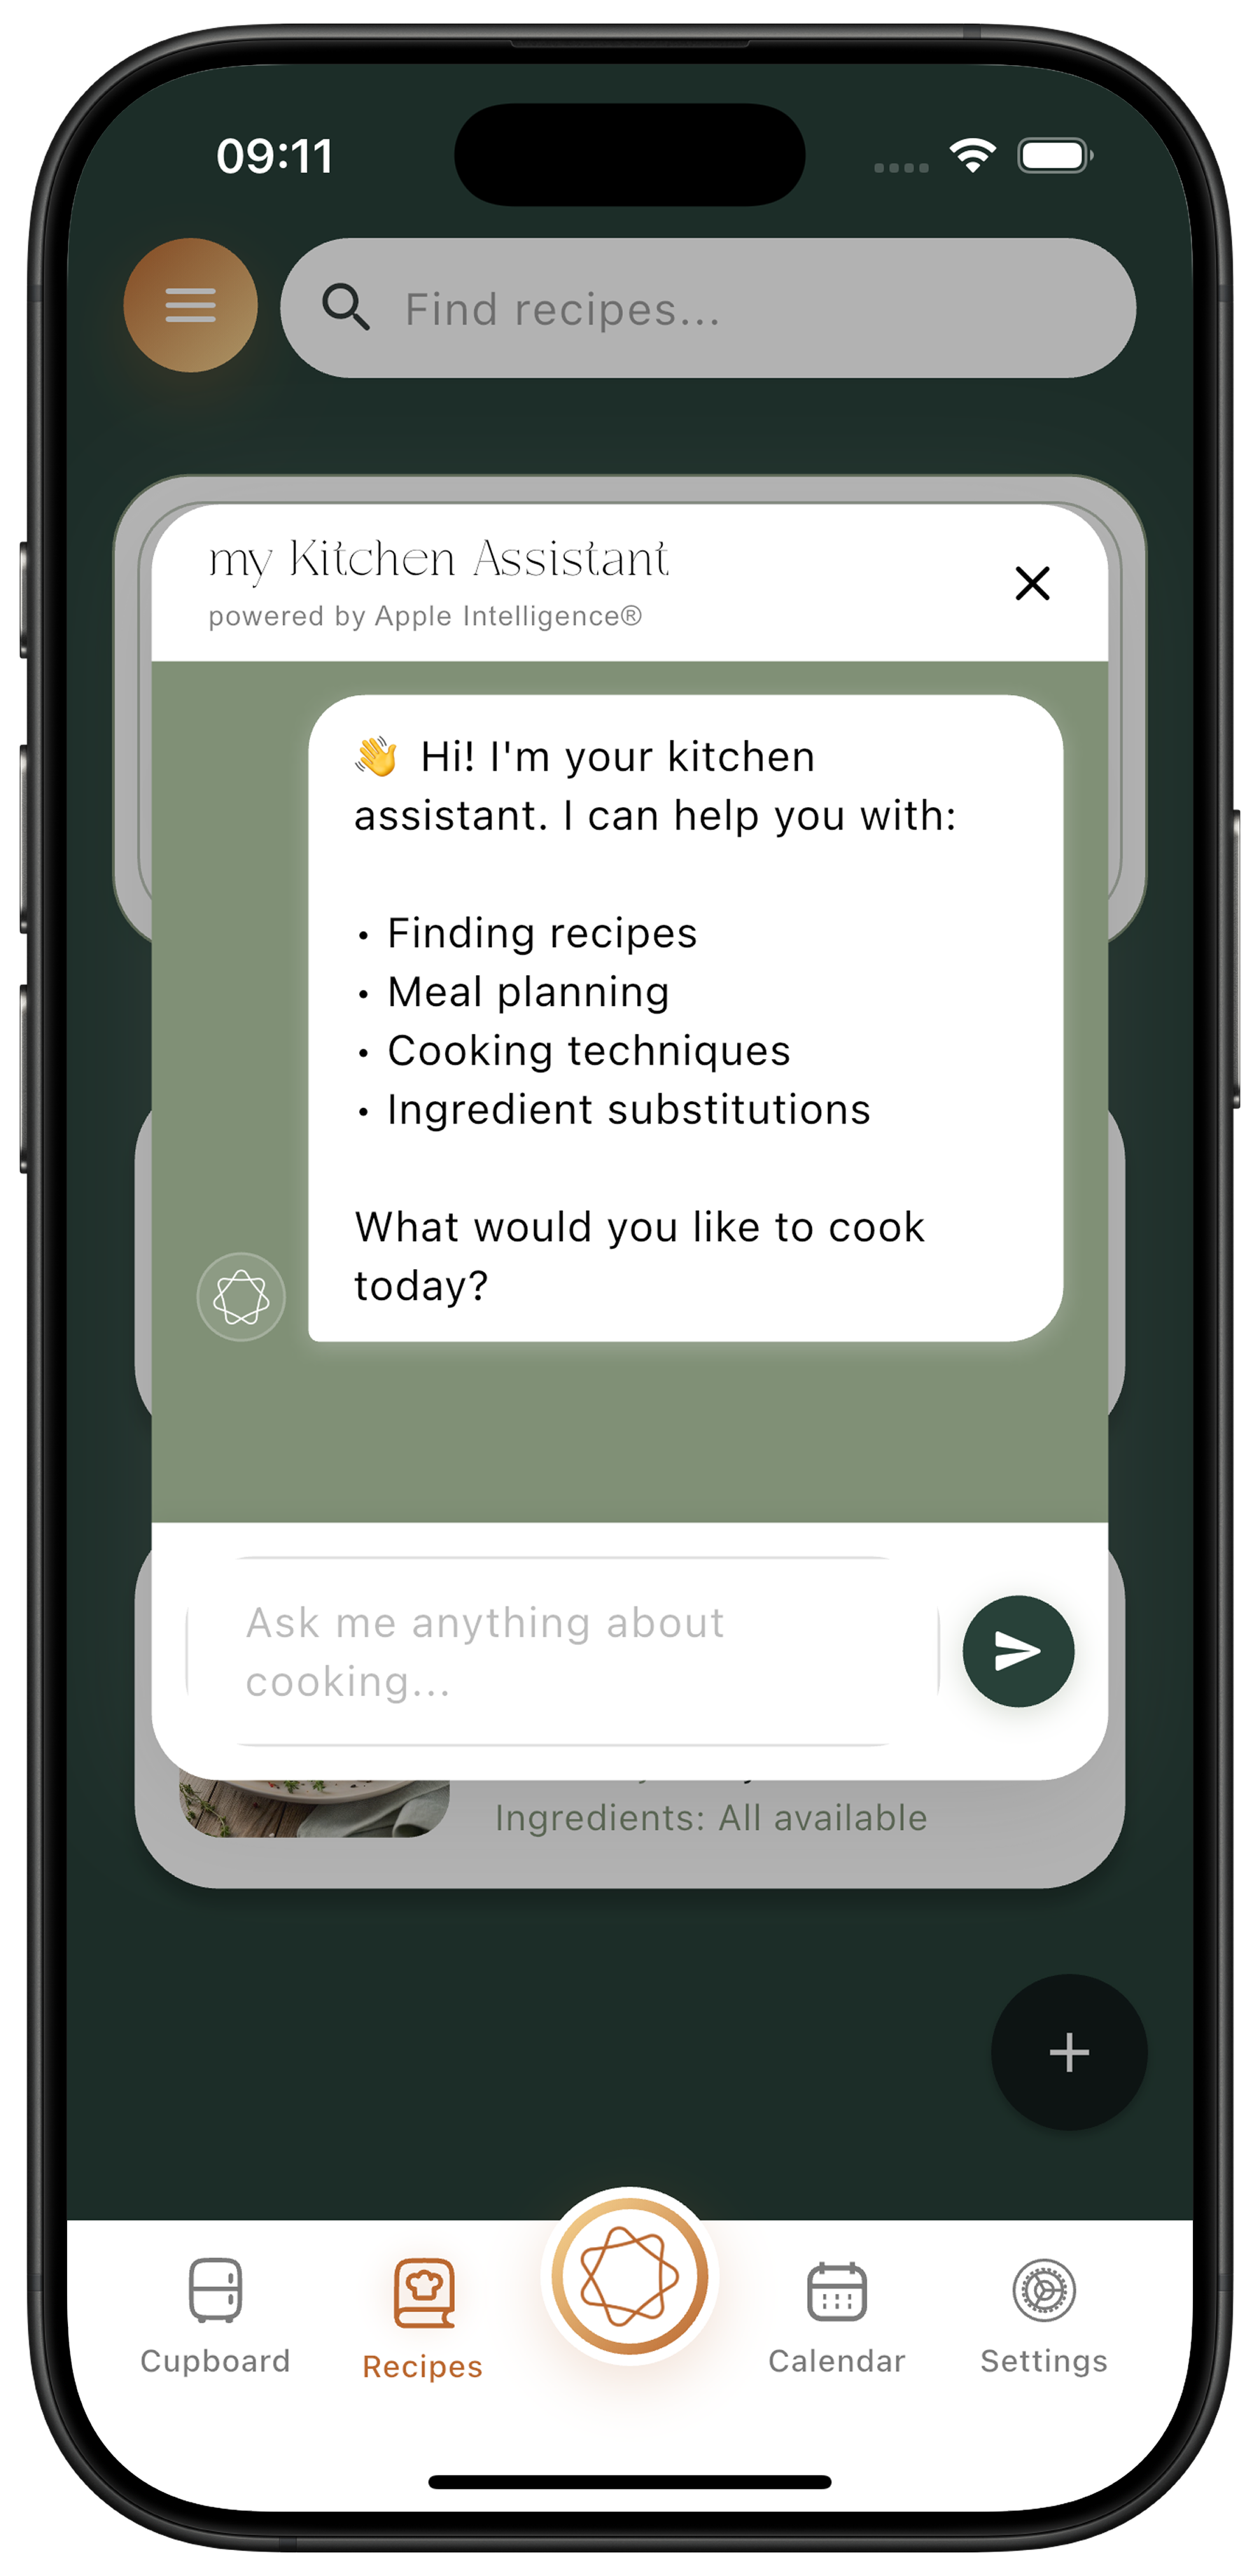 09:11
Find recipes...
my Kitchen Assistant
powered by Apple Intelligence®
👋 Hi! I'm your kitchen
assistant. I can help you with:
• Finding recipes
• Meal planning
• Cooking techniques
• Ingredient substitutions
What would you like to cook
today?
Ask me anything about
cooking...
Ingredients: All available
Cupboard
Recipes
Calendar
Settings